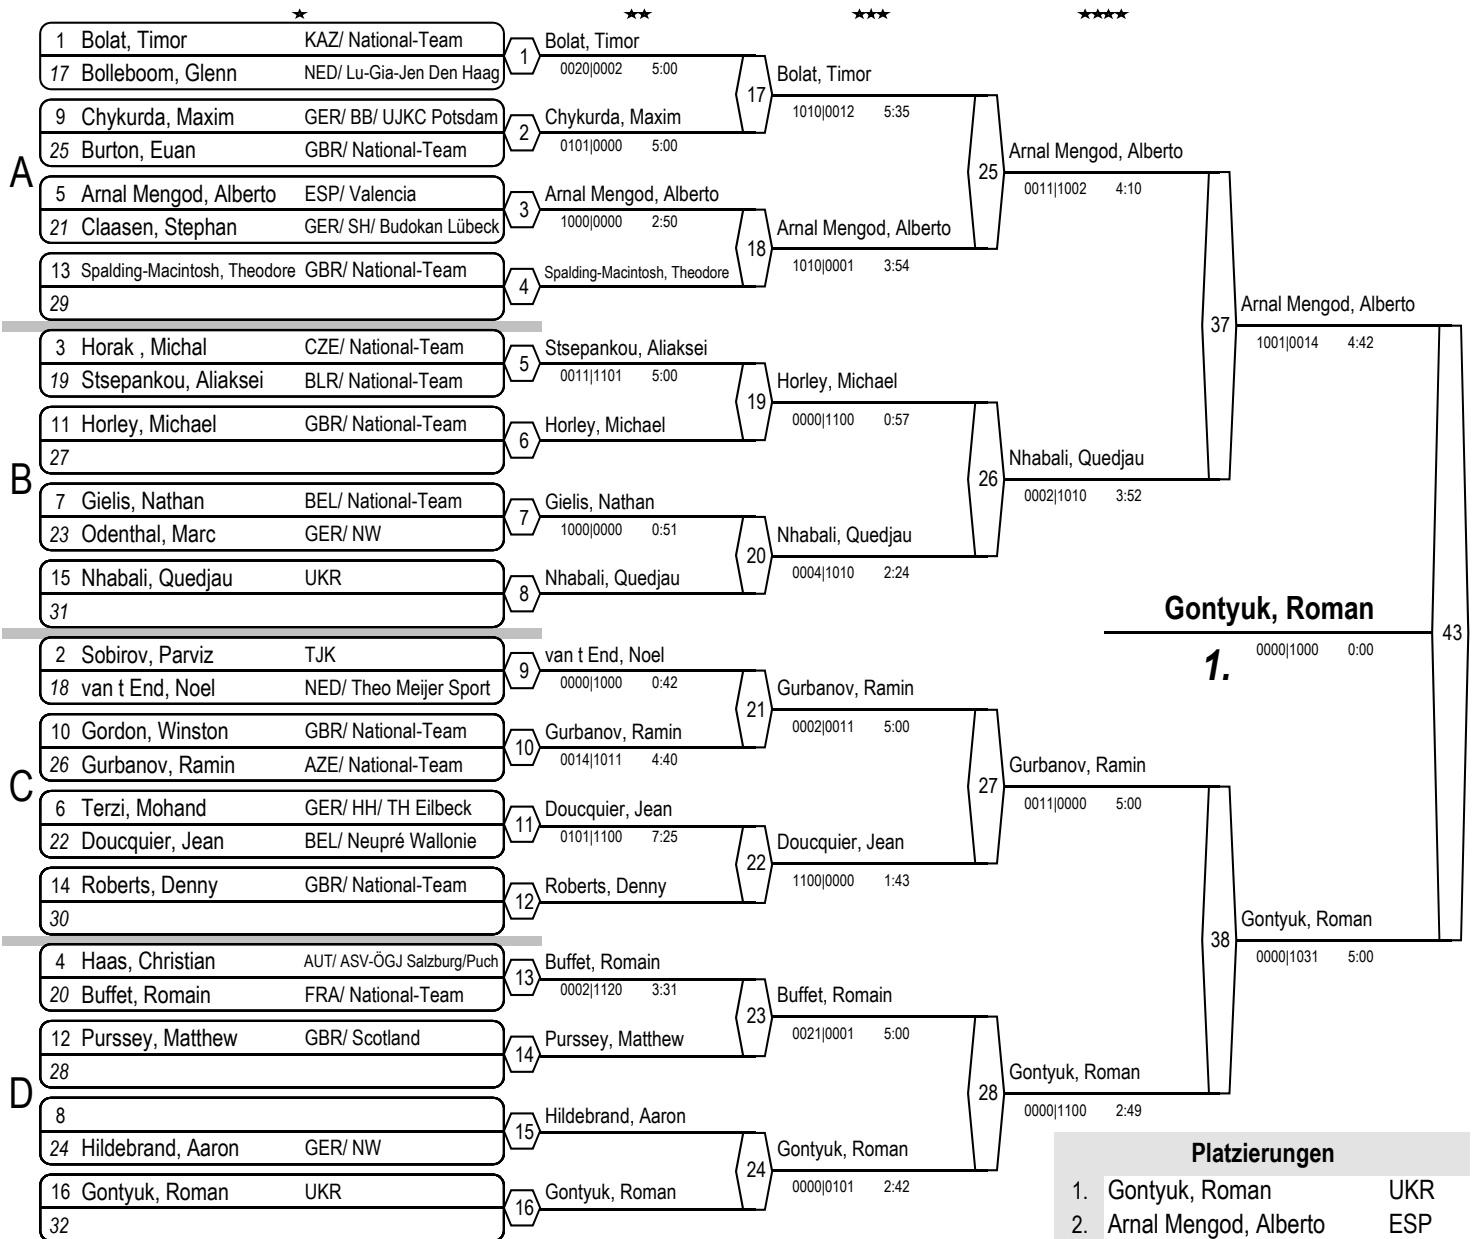 ★ ★★ ★★★ ★★★★
A
1 Bolat, Timor KAZ/ National-Team
17 Bolleboom, Glenn NED/ Lu-Gia-Jen Den Haag
9 Chykurda, Maxim GER/ BB/ UJKC Potsdam
25 Burton, Euan GBR/ National-Team
5 Arnal Mengod, Alberto ESP/ Valencia
21 Claasen, Stephan GER/ SH/ Budokan Lübeck
13 Spalding-Macintosh, Theodore GBR/ National-Team
29
B
3 Horak , Michal CZE/ National-Team
19 Stsepankou, Aliaksei BLR/ National-Team
11 Horley, Michael GBR/ National-Team
27
7 Gielis, Nathan BEL/ National-Team
23 Odenthal, Marc GER/ NW
15 Nhabali, Quedjau UKR
31
C
2 Sobirov, Parviz TJK
18 van t End, Noel NED/ Theo Meijer Sport
10 Gordon, Winston GBR/ National-Team
26 Gurbanov, Ramin AZE/ National-Team
6 Terzi, Mohand GER/ HH/ TH Eilbeck
22 Doucquier, Jean BEL/ Neupré Wallonie
14 Roberts, Denny GBR/ National-Team
30
D
4 Haas, Christian AUT/ ASV-ÖGJ Salzburg/Puch
20 Buffet, Romain FRA/ National-Team
12 Purssey, Matthew GBR/ Scotland
28
8
24 Hildebrand, Aaron GER/ NW
16 Gontyuk, Roman UKR
32
1 Bolat, Timor
0020|0002 5:00
2 Chykurda, Maxim
0101|0000 5:00
3 Arnal Mengod, Alberto
1000|0000 2:50
4 Spalding-Macintosh, Theodore
5 Stsepankou, Aliaksei
0011|1101 5:00
6 Horley, Michael
7 Gielis, Nathan
1000|0000 0:51
8 Nhabali, Quedjau
9 van t End, Noel
0000|1000 0:42
10 Gurbanov, Ramin
0014|1011 4:40
11 Doucquier, Jean
0101|1100 7:25
12 Roberts, Denny
13 Buffet, Romain
0002|1120 3:31
14 Purssey, Matthew
15 Hildebrand, Aaron
16 Gontyuk, Roman
17 Bolat, Timor
1010|0012 5:35
18 Arnal Mengod, Alberto
1010|0001 3:54
19 Horley, Michael
0000|1100 0:57
20 Nhabali, Quedjau
0004|1010 2:24
21 Gurbanov, Ramin
0002|0011 5:00
22 Doucquier, Jean
1100|0000 1:43
23 Buffet, Romain
0021|0001 5:00
24 Gontyuk, Roman
0000|0101 2:42
25 Arnal Mengod, Alberto
0011|1002 4:10
26 Nhabali, Quedjau
0002|1010 3:52
27 Gurbanov, Ramin
0011|0000 5:00
28 Gontyuk, Roman
0000|1100 2:49
37 Arnal Mengod, Alberto
1001|0014 4:42
38 Gontyuk, Roman
0000|1031 5:00
Gontyuk, Roman
43
1. 0000|1000 0:00
Platzierungen
1. Gontyuk, Roman UKR
2. Arnal Mengod, Alberto ESP